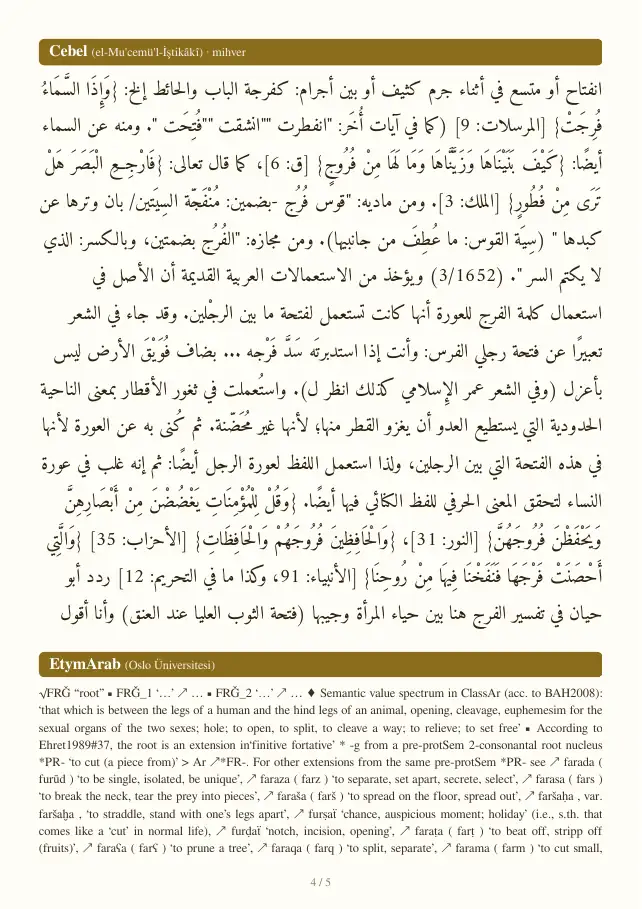 Cebel (el-Mu'cemü'l-İştikâkî) · mihver
انفتاح أو متسع في أثناء جرم كثيف أو بين أجرام: كفرجة الباب والحائط إلخ: {وَإِذَا السَّمَاءُ
فُرِجَتْ} [المرسلات: 9] (كما في آيات أُخَر: "انفطرت ""انشقت ""فُتِحَت ". ومنه عن السماء
أيضًا: {كَيْفَ بَنَيْنَاهَا وَزَيَّنَّاهَا وَمَا لَهَا مِنْ فُرُوجٍ} [ق: 6]، كما قال تعالى: {فَارْجِعِ الْبَصَرَ هَلْ
تَرَى مِنْ فُطُورٍ} [الملك: 3]. ومن ماديه: "قوس فُرُج -بضمين: مُنْفَجّة السِيَتين/ بان وترها عن
كبدها " (سِيَة القوس: ما عُطِفَ من جانبيها). ومن مجازه: "الفُرُج بضمتين، وبالكسر: الذي
لا يكتم السر ". (3/1652) ويؤخذ من الاستعمالات العربية القديمة أن الأصل في
استعمال كلمة الفرج للعورة أنها كانت تستعمل لفتحة ما بين الرجْلين. وقد جاء في الشعر
تعبيرًا عن فتحة رجلي الفرس: وأنت إذا استدبرتَه سَدَّ فَرْجه ... بضاف فُوَيْقَ الأرض ليس
بأعزل (وفي الشعر عمر الإسلامي كذلك انظر ل). واستُعملت في ثغور الأقطار بمعنى الناحية
الحدودية التي يستطيع العدو أن يغزو القطر منها؛ لأنها غير مُحَصَّنة. ثم كُنى به عن العورة لأنها
في هذه الفتحة التي بين الرجلين، ولذا استعمل اللفظ لعورة الرجل أيضًا: ثم إنه غلب في عورة
النساء لتحقق المعنى الحرفي للفظ الكنائي فيها أيضًا. {وَقُلْ لِلْمُؤْمِنَاتِ يَغْضُضْنَ مِنْ أَبْصَارِهِنَّ
وَيَحْفَظْنَ فُرُوجَهُنَّ} [النور: 31]، {وَالْحَافِظِينَ فُرُوجَهُمْ وَالْحَافِظَاتِ} [الأحزاب: 35] {وَالَّتِي
أَحْصَنَتْ فَرْجَهَا فَنَفَخْنَا فِيهَا مِنْ رُوحِنَا} [الأنبياء: 91، وكذا ما في التحريم: 12] ردد أبو
حيان في تفسير الفرج هنا بين حياء المرأة وجيبها (فتحة الثوب العليا عند العنق) وأنا أقول
EtymArab (Oslo Üniversitesi)
√FRĞ “root” ▪ FRĞ_1 ‘…’ ↗ … ▪ FRĞ_2 ‘…’ ↗ … ♦ Semantic value spectrum in ClassAr (acc. to BAH2008):
‘that which is between the legs of a human and the hind legs of an animal, opening, cleavage, euphemesim for the
sexual organs of the two sexes; hole; to open, to split, to cleave a way; to relieve; to set free’ ▪ According to
Ehret1989#37, the root is an extension in‘finitive fortative’ * -g from a pre-protSem 2-consonantal root nucleus
*PR- ‘to cut (a piece from)’ > Ar ↗*FR-. For other extensions from the same pre-protSem *PR- see ↗ farada (
furūd ) ‘to be single, isolated, be unique’, ↗ faraza ( farz ) ‘to separate, set apart, secrete, select’, ↗ farasa ( fars )
‘to break the neck, tear the prey into pieces’, ↗ faraša ( farš ) ‘to spread on the floor, spread out’, ↗ faršaḥa , var.
faršaḫa , ‘to straddle, stand with one's legs apart’, ↗ furṣaẗ ‘chance, auspicious moment; holiday’ (i.e., s.th. that
comes like a ‘cut’ in normal life), ↗ furḍaẗ ‘notch, incision, opening’, ↗ faraṭa ( farṭ ) ‘to beat off, stripp off
(fruits)’, ↗ faraʕa ( farʕ ) ‘to prune a tree’, ↗ faraqa ( farq ) ‘to split, separate’, ↗ farama ( farm ) ‘to cut small,
4 / 5